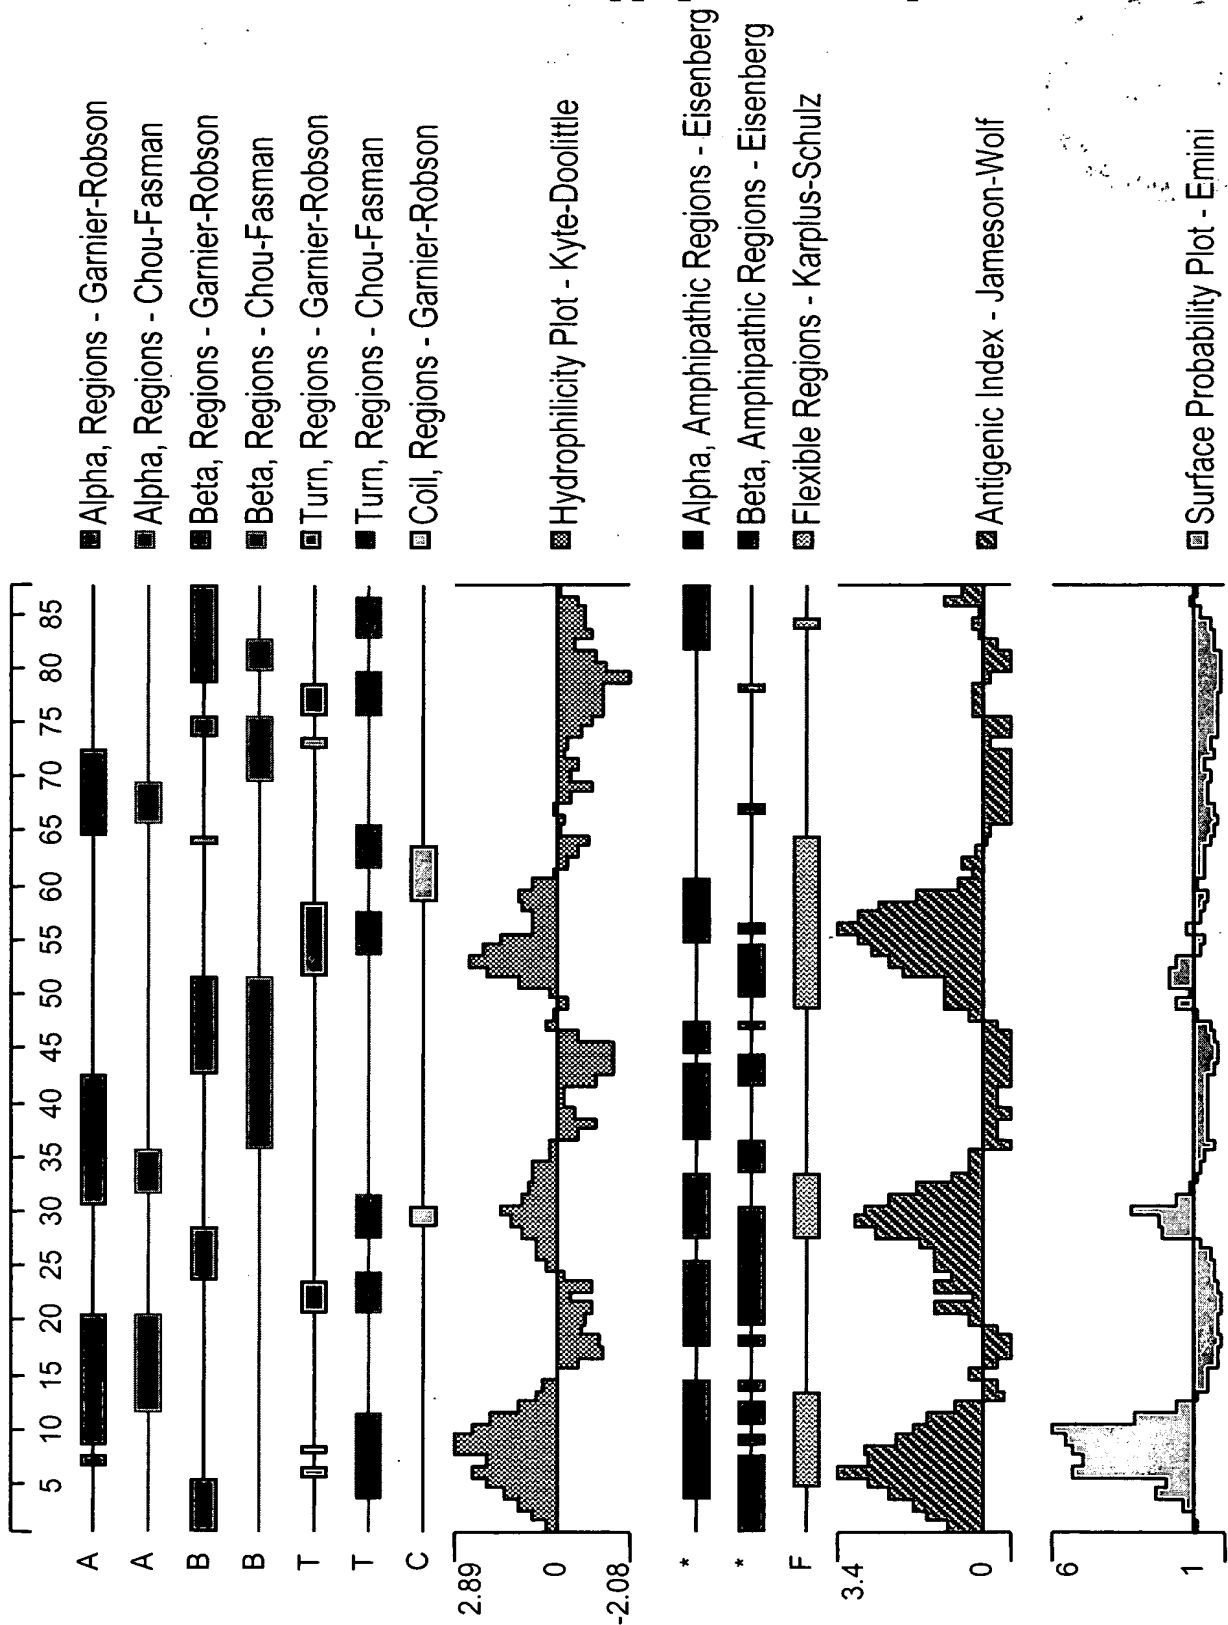 5 10 15 20 25 30 35 40 45 50 55 60 65 70 75 80 85
A Alpha, Regions - Garnier-Robson
A Alpha, Regions - Chou-Fasman
B Beta, Regions - Garnier-Robson
B Beta, Regions - Chou-Fasman
T Turn, Regions - Garnier-Robson
T Turn, Regions - Chou-Fasman
C Coil, Regions - Garnier-Robson
2.89
0 Hydrophilicity Plot - Kyte-Doolittle
-2.08
* Alpha, Amphipathic Regions - Eisenberg
* Beta, Amphipathic Regions - Eisenberg
F Flexible Regions - Karplus-Schulz
3.4
0 Antigenic Index - Jameson-Wolf
6
1 Surface Probability Plot - Emini